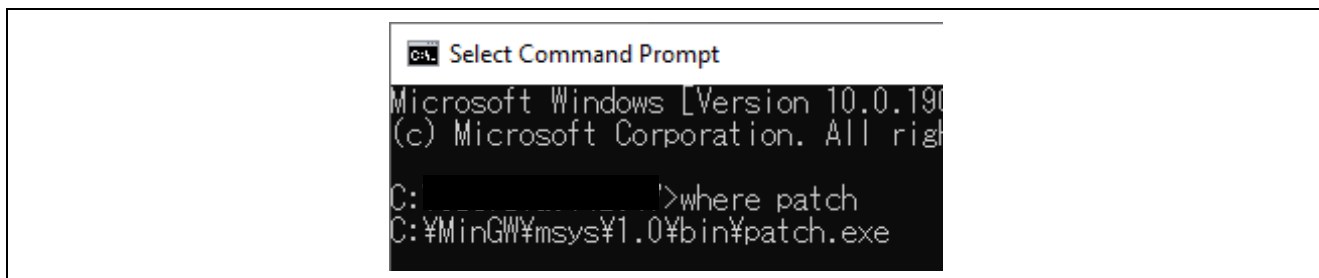 Select Command Prompt
Microsoft Windows [Version 10.0.190
(c) Microsoft Corporation. All righ
C: >where patch
C:¥MinGW¥msys¥1.0¥bin¥patch.exe